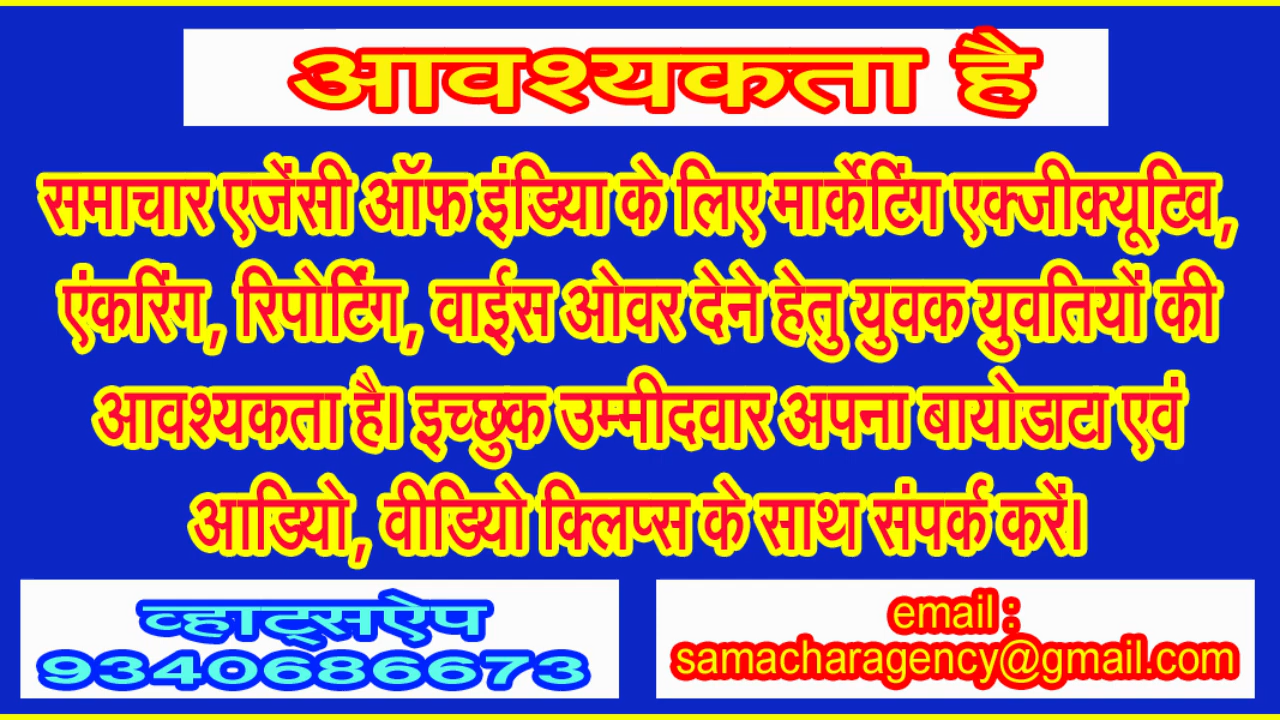 आवश्यकता है
समाचार एजेंसी ऑफ इंडिया के लिए मार्केटिंग एक्जीक्यूटिव,
एंकरिंग, रिपोर्टिंग, वाईस ओवर देने हेतु युवक युवतियों की
आवश्यकता है। इच्छुक उम्मीदवार अपना बायोडाटा एवं
आडियो, वीडियो क्लिप्स के साथ संपर्क करें।
व्हाट्सऐप
9340686673
email :
samacharagency@gmail.com